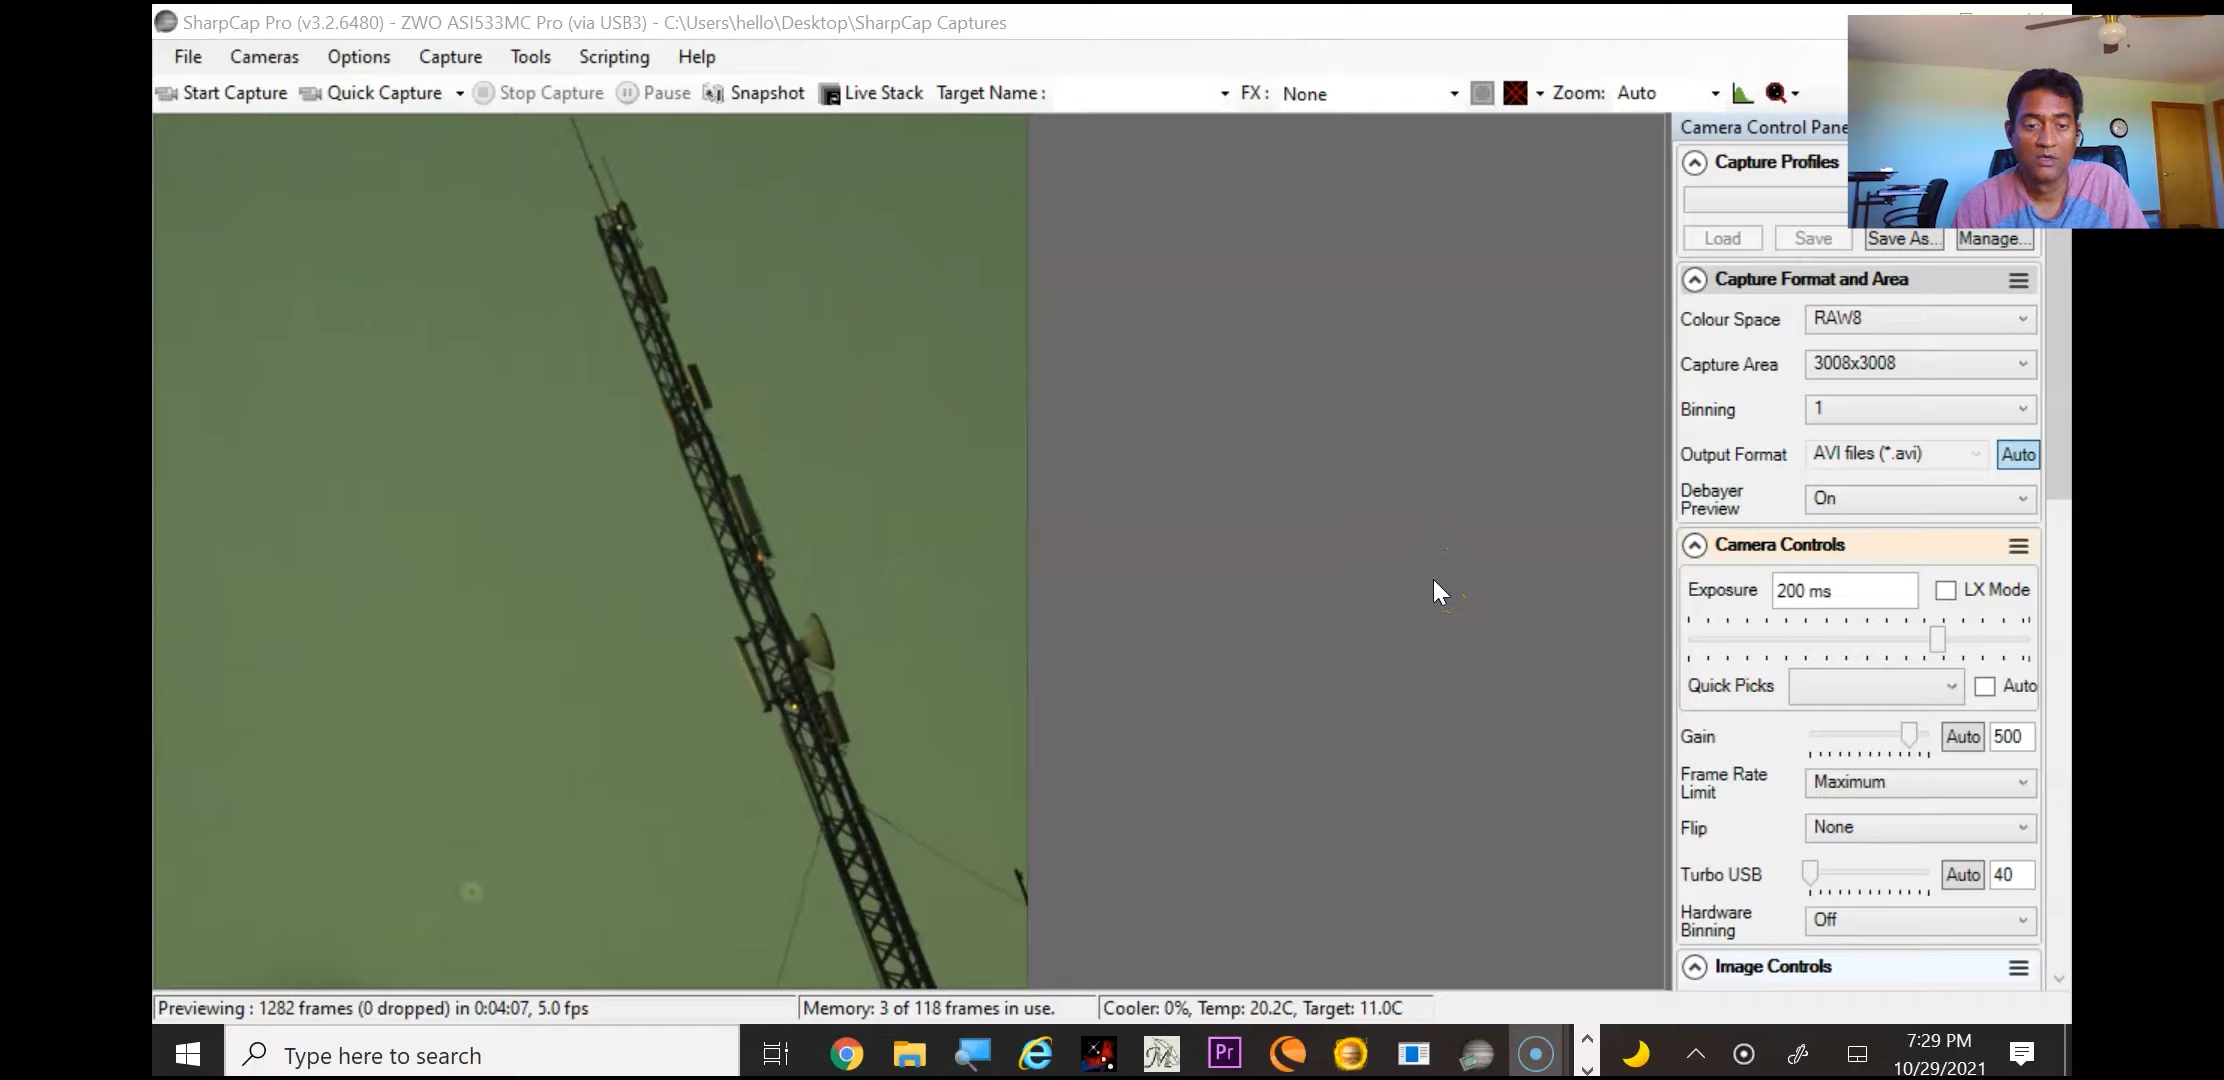 SharpCap Pro (v3.2.6480) - ZWO ASI533MC Pro (via USB3) - C:\Users\hello\Desktop\SharpCap Captures
File Cameras Options Capture Tools Scripting Help
Start Capture Quick Capture Stop Capture Pause Snapshot Live Stack Target Name : FX : None Zoom: Auto
Camera Control Pane
Capture Profiles
Load Save Save As... Manage...
Capture Format and Area
Colour Space RAW8
Capture Area 3008x3008
Binning 1
Output Format AVI files (*.avi) Auto
Debayer
Preview On
Camera Controls
Exposure 200 ms LX Mode
Quick Picks Auto
Gain Auto 500
Frame Rate
Limit Maximum
Flip None
Turbo USB Auto 40
Hardware
Binning Off
Image Controls
Previewing : 1282 frames (0 dropped) in 0:04:07, 5.0 fps Memory: 3 of 118 frames in use. Cooler: 0%, Temp: 20.2C, Target: 11.0C
Type here to search
Pr
7:29 PM
10/29/2021